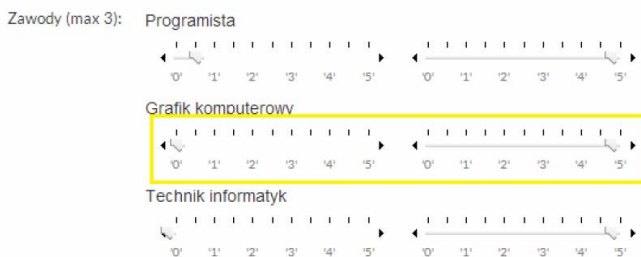 Zawody (max 3): Programista
'0' '1' '2' '3' '4' '5' '0' '1' '2' '3' '4' '5'
Grafik komputerowy
'0' '1' '2' '3' '4' '5' '0' '1' '2' '3' '4' '5'
Technik informatyk
'0' '1' '2' '3' '4' '5' '0' '1' '2' '3' '4' '5'